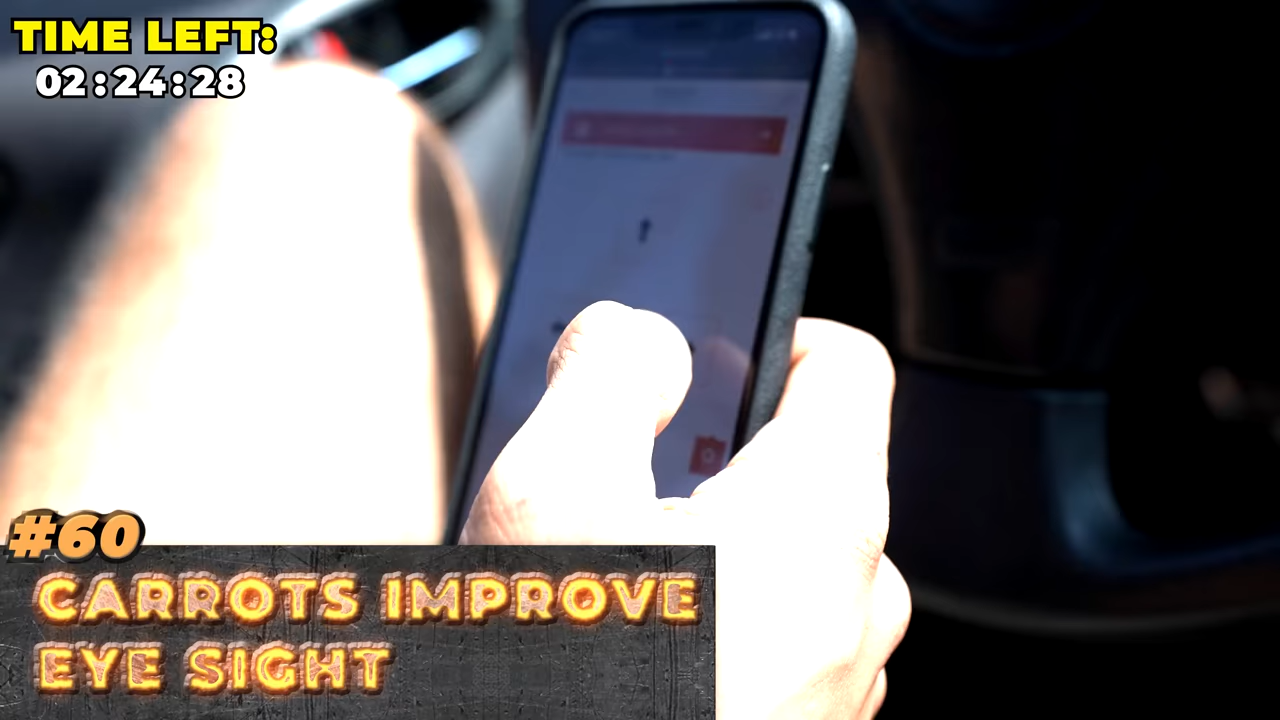 TIME LEFT:
02:24:28
#60
CARROTS IMPROVE
EYE SIGHT